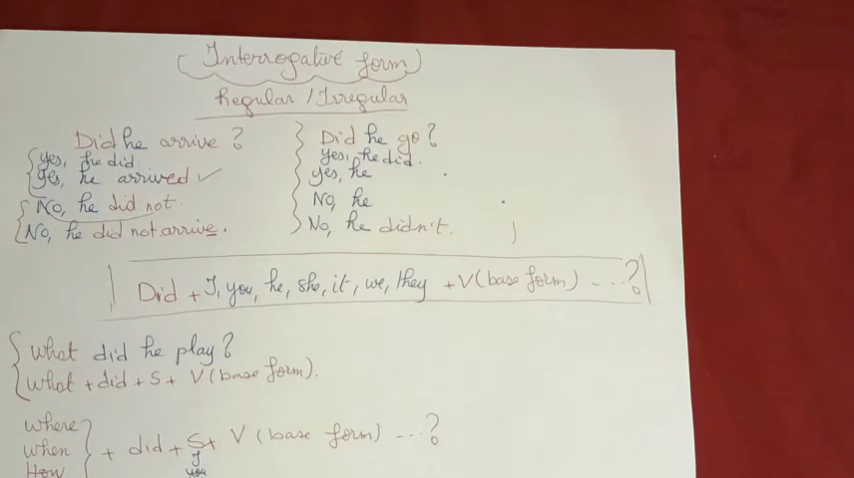 Interrogative form
Regular / Irregular
Did he arrive ?
yes, he did
yes, he arrived ✓
No, he did not.
No, he did not arrive.
Did he go ?
yes, he did.
yes, he
No, he
No, he didn't.
Did + I, you, he, she, it, we, they + V (base form) ---?
what did he play?
what + did + S + V (base form).
where
when
How
+ did + S + V (base form) ---?
I
you